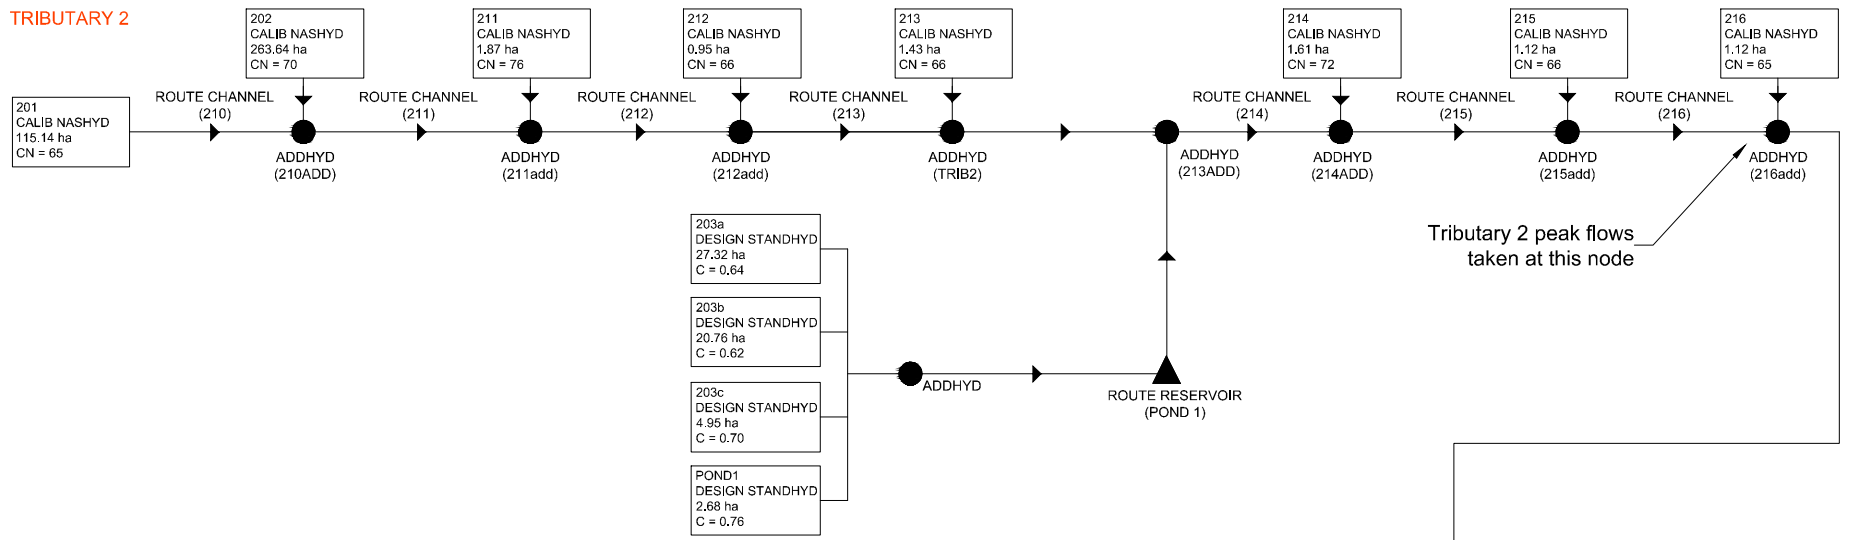 TRIBUTARY 2
202
CALIB NASHYD
263.64 ha
CN = 70
211
CALIB NASHYD
1.87 ha
CN = 76
212
CALIB NASHYD
0.95 ha
CN = 66
213
CALIB NASHYD
1.43 ha
CN = 66
214
CALIB NASHYD
1.61 ha
CN = 72
215
CALIB NASHYD
1.12 ha
CN = 66
216
CALIB NASHYD
1.12 ha
CN = 65
201
CALIB NASHYD
115.14 ha
CN = 65
ROUTE CHANNEL
(210)
ROUTE CHANNEL
(211)
ROUTE CHANNEL
(212)
ROUTE CHANNEL
(213)
ROUTE CHANNEL
(214)
ROUTE CHANNEL
(215)
ROUTE CHANNEL
(216)
ADDHYD
(210ADD)
ADDHYD
(211add)
ADDHYD
(212add)
ADDHYD
(TRIB2)
ADDHYD
(213ADD)
ADDHYD
(214ADD)
ADDHYD
(215add)
ADDHYD
(216add)
Tributary 2 peak flows
taken at this node
203a
DESIGN STANDHYD
27.32 ha
C = 0.64
203b
DESIGN STANDHYD
20.76 ha
C = 0.62
203c
DESIGN STANDHYD
4.95 ha
C = 0.70
POND1
DESIGN STANDHYD
2.68 ha
C = 0.76
ADDHYD
ROUTE RESERVOIR
(POND 1)